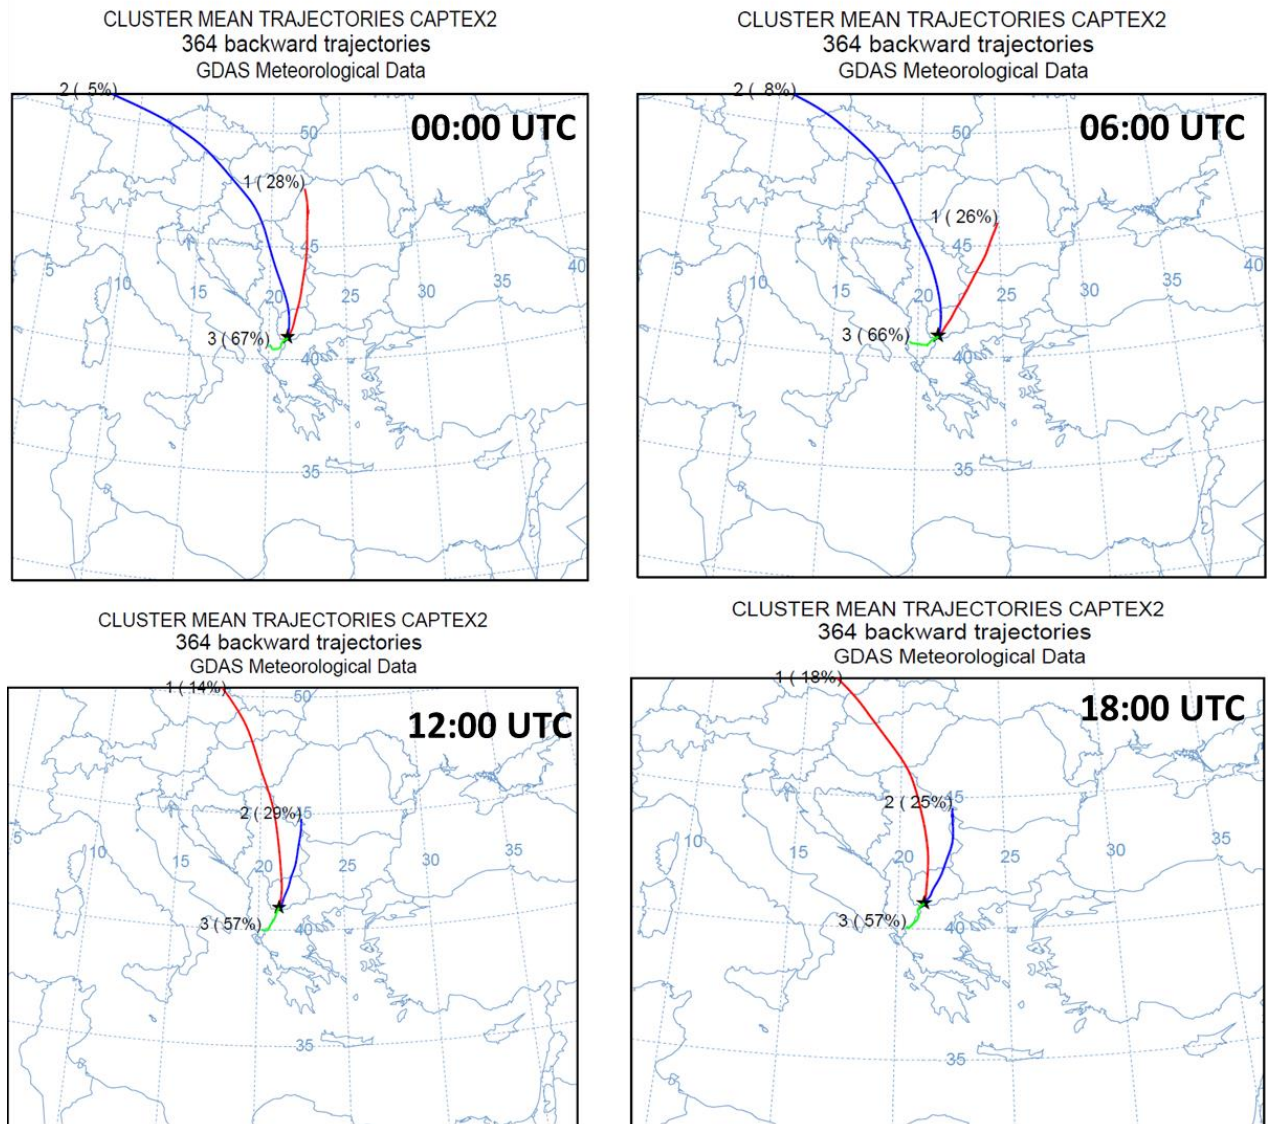 CLUSTER MEAN TRAJECTORIES CAPTEX2
364 backward trajectories
GDAS Meteorological Data
2 ( 5%)
00:00 UTC
50
1 ( 28%)
45
5
10
15
20
25
30
35
40
3 ( 67%)
40
35
CLUSTER MEAN TRAJECTORIES CAPTEX2
364 backward trajectories
GDAS Meteorological Data
2 ( 8%)
06:00 UTC
50
1 ( 26%)
45
5
10
15
20
25
30
35
40
3 ( 66%)
40
35
CLUSTER MEAN TRAJECTORIES CAPTEX2
364 backward trajectories
GDAS Meteorological Data
1 ( 14%)
50
12:00 UTC
2 ( 29%)
45
5
10
15
20
25
30
35
3 ( 57%)
40
35
CLUSTER MEAN TRAJECTORIES CAPTEX2
364 backward trajectories
GDAS Meteorological Data
1 ( 18%)
18:00 UTC
2 ( 25%)
45
10
15
20
25
30
35
3 ( 57%)
40
35